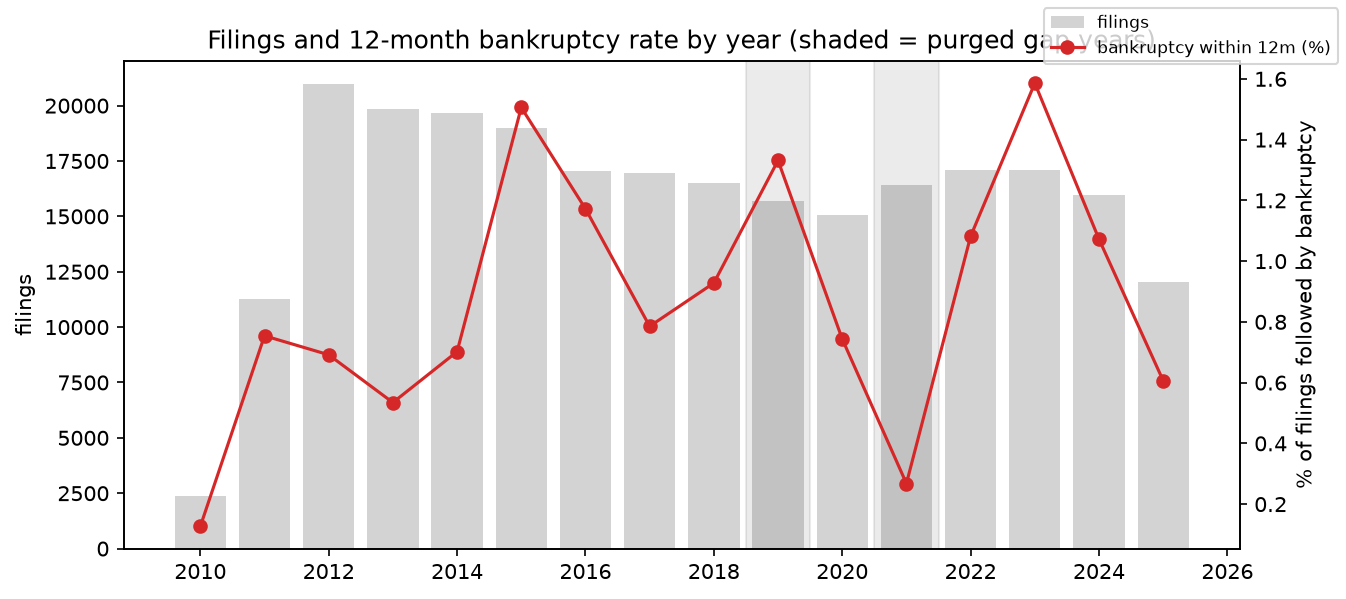 Filings and 12-month bankruptcy rate by year (shaded = purged gap years)
filings
bankruptcy within 12m (%)
filings
20000
17500
15000
12500
10000
7500
5000
2500
0
1.6
1.4
1.2
1.0
0.8
0.6
0.4
0.2
% of filings followed by bankruptcy
2010 2012 2014 2016 2018 2020 2022 2024 2026